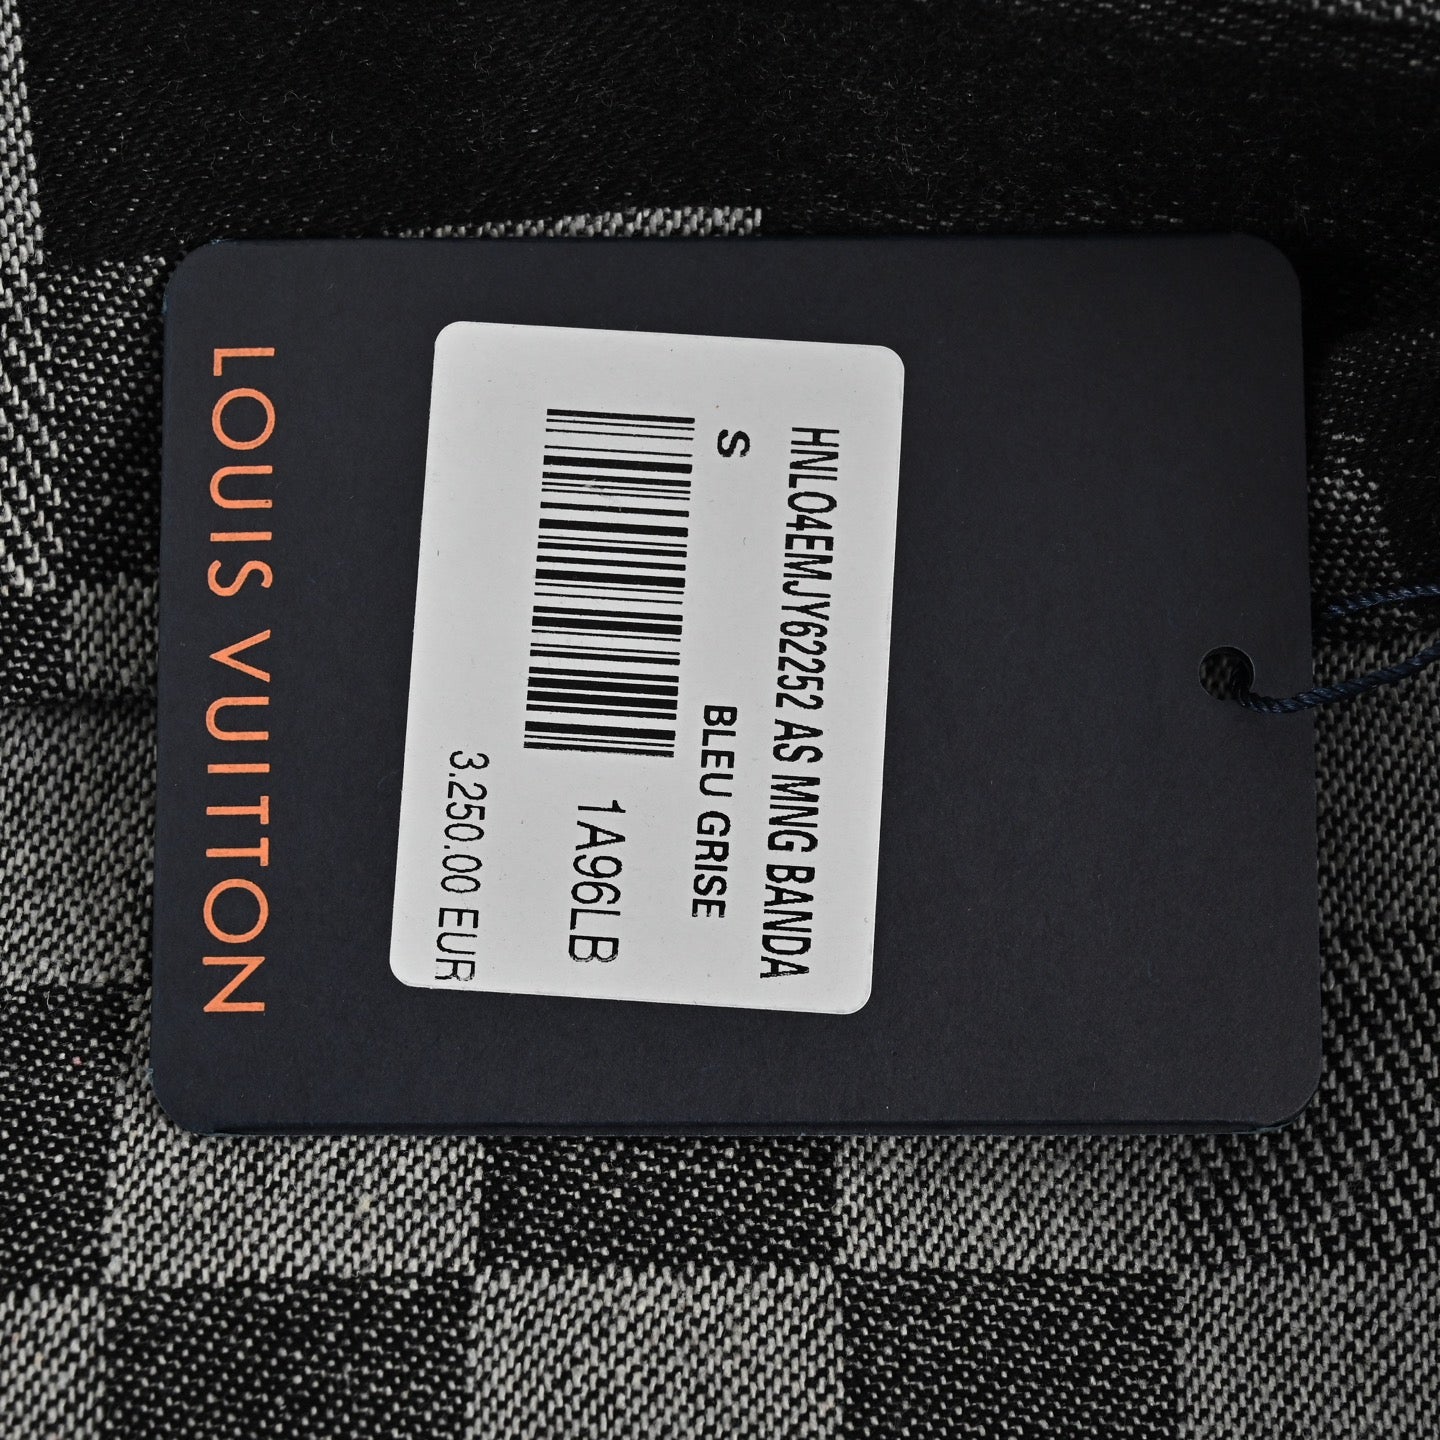 HNL04EMJY62252 AS MNG BANDA
S
BLEU GRISE
1A96LB
3.250.00 EUR
LOUIS VUITTON